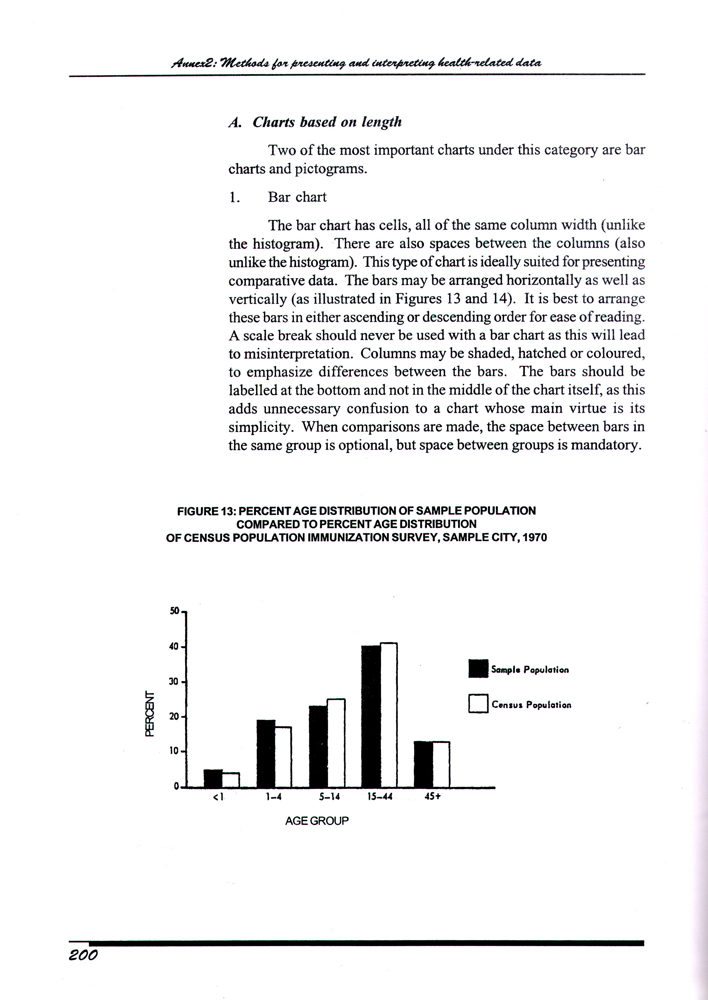 Annex2: Methods for presenting and interpreting health-related data
A. Charts based on length
Two of the most important charts under this category are bar
charts and pictograms.
1. Bar chart
The bar chart has cells, all of the same column width (unlike
the histogram). There are also spaces between the columns (also
unlike the histogram). This type of chart is ideally suited for presenting
comparative data. The bars may be arranged horizontally as well as
vertically (as illustrated in Figures 13 and 14). It is best to arrange
these bars in either ascending or descending order for ease of reading.
A scale break should never be used with a bar chart as this will lead
to misinterpretation. Columns may be shaded, hatched or coloured,
to emphasize differences between the bars. The bars should be
labelled at the bottom and not in the middle of the chart itself, as this
adds unnecessary confusion to a chart whose main virtue is its
simplicity. When comparisons are made, the space between bars in
the same group is optional, but space between groups is mandatory.
FIGURE 13: PERCENT AGE DISTRIBUTION OF SAMPLE POPULATION
COMPARED TO PERCENT AGE DISTRIBUTION
OF CENSUS POPULATION IMMUNIZATION SURVEY, SAMPLE CITY, 1970
50
40
30
20
10
0
PERCENT
Sample Population
Census Population
<1 1-4 5-14 15-44 45+
AGE GROUP
200